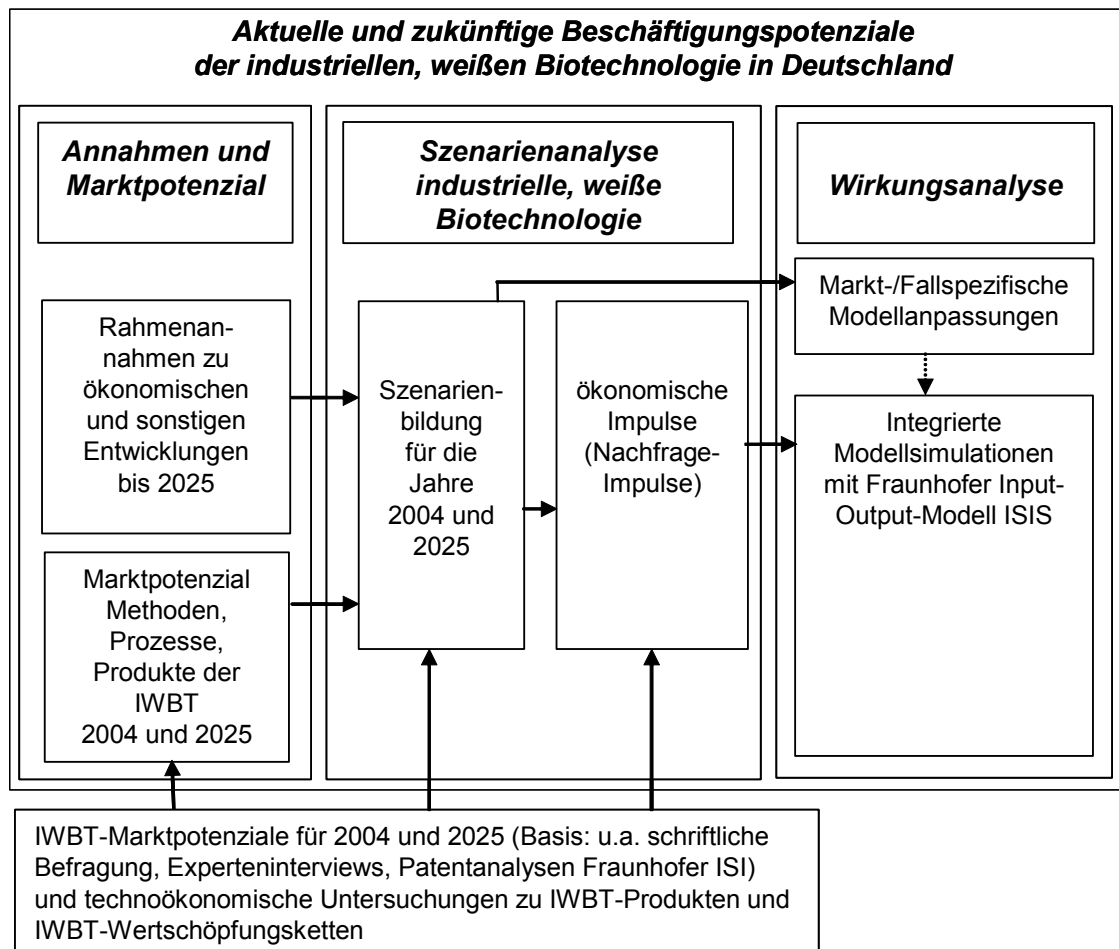 Aktuelle und zukünftige Beschäftigungspotenziale
der industriellen, weißen Biotechnologie in Deutschland
Annahmen und
Marktpotenzial
Rahmenan-
nahmen zu
ökonomischen
und sonstigen
Entwicklungen
bis 2025
Marktpotenzial
Methoden,
Prozesse,
Produkte der
IWBT
2004 und 2025
Szenarienanalyse
industrielle, weiße
Biotechnologie
Szenarien-
bildung
für die
Jahre
2004 und
2025
ökonomische
Impulse
(Nachfrage-
Impulse)
Wirkungsanalyse
Markt-/Fallspezifische
Modellanpassungen
Integrierte
Modellsimulationen
mit Fraunhofer Input-
Output-Modell ISIS
IWBT-Marktpotenziale für 2004 und 2025 (Basis: u.a. schriftliche
Befragung, Experteninterviews, Patentanalysen Fraunhofer ISI)
und technoökonomische Untersuchungen zu IWBT-Produkten und
IWBT-Wertschöpfungsketten